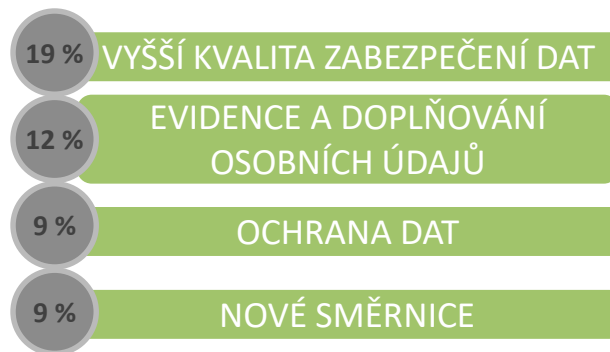 19 % VYŠŠÍ KVALITA ZABEZPEČENÍ DAT
12 % EVIDENCE A DOPLŇOVÁNÍ
OSOBNÍCH ÚDAJŮ
9 % OCHRANA DAT
9 % NOVÉ SMĚRNICE